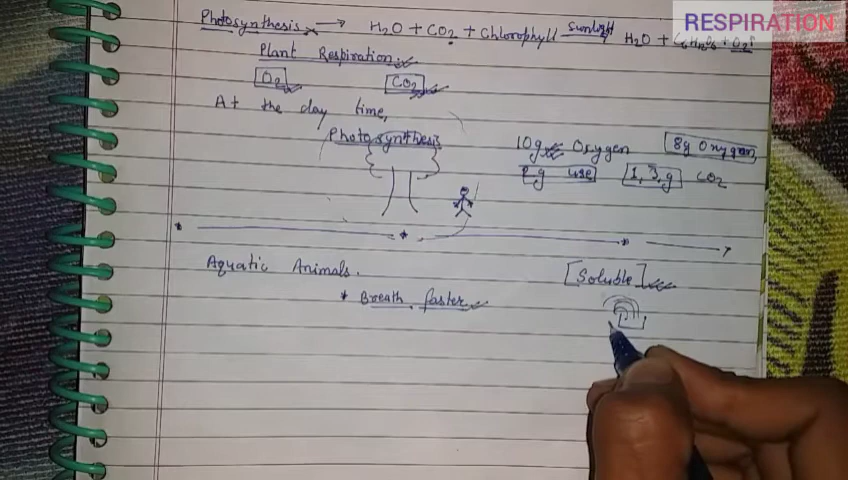 RESPIRATION
Photosynthesis → H2O + CO2 + Chlorophyll Sunlight H2O + C6H12O6 + O2↑
Plant Respiration
O2 CO2
At the day time,
Photosynthesis
10g Oxygen 8g Oxygen
2g use 1, 3, g CO2
Aquatic Animals. [Soluble]
* Breath faster